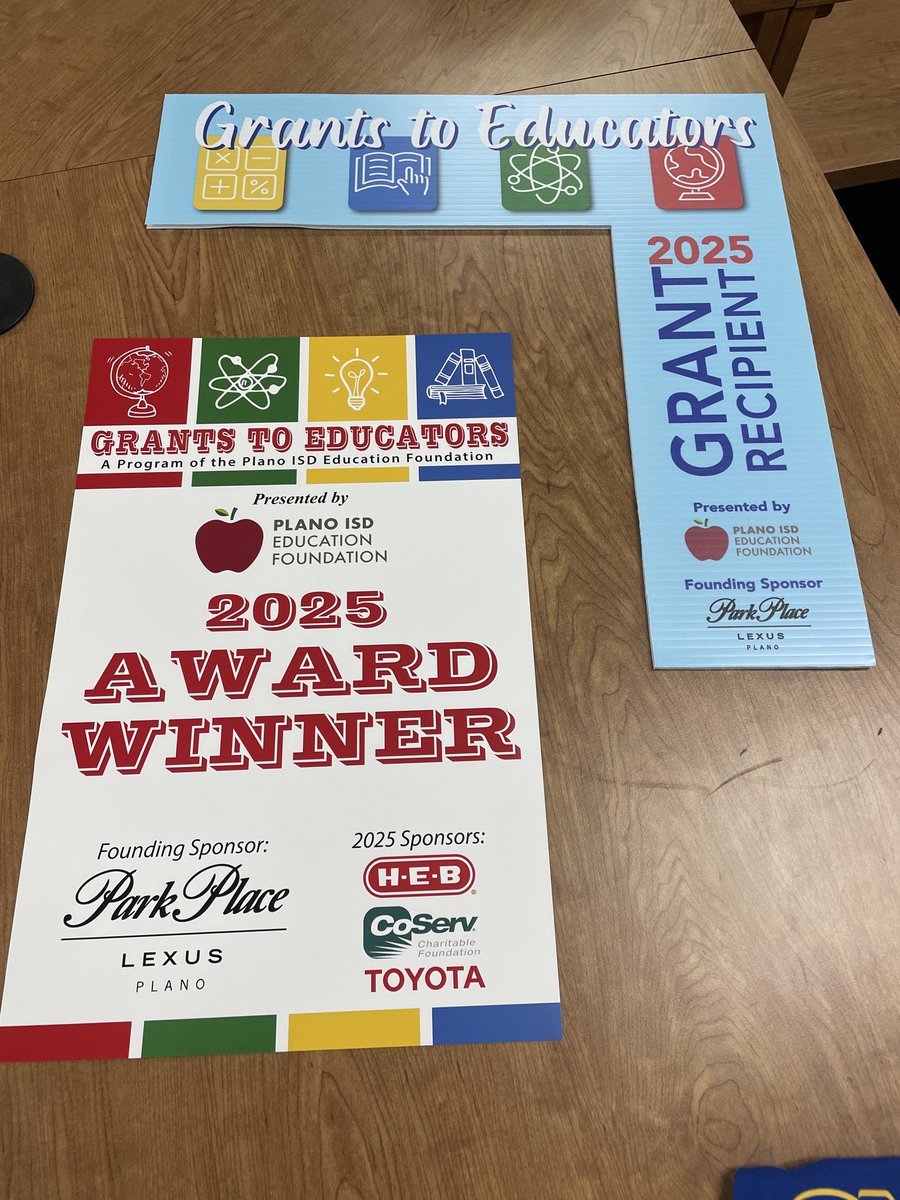 Grants to Educators
2025
GRANT
RECIPIENT
Presented by
PLANO ISD
EDUCATION
FOUNDATION
Founding Sponsor
Park Place
LEXUS
PLANO
GRANTS TO EDUCATORS
A Program of the Plano ISD Education Foundation
Presented by
PLANO ISD
EDUCATION
FOUNDATION
2025
AWARD
WINNER
Founding Sponsor:
Park Place
LEXUS
PLANO
2025 Sponsors:
H-E-B
CoServ
Charitable
Foundation
TOYOTA